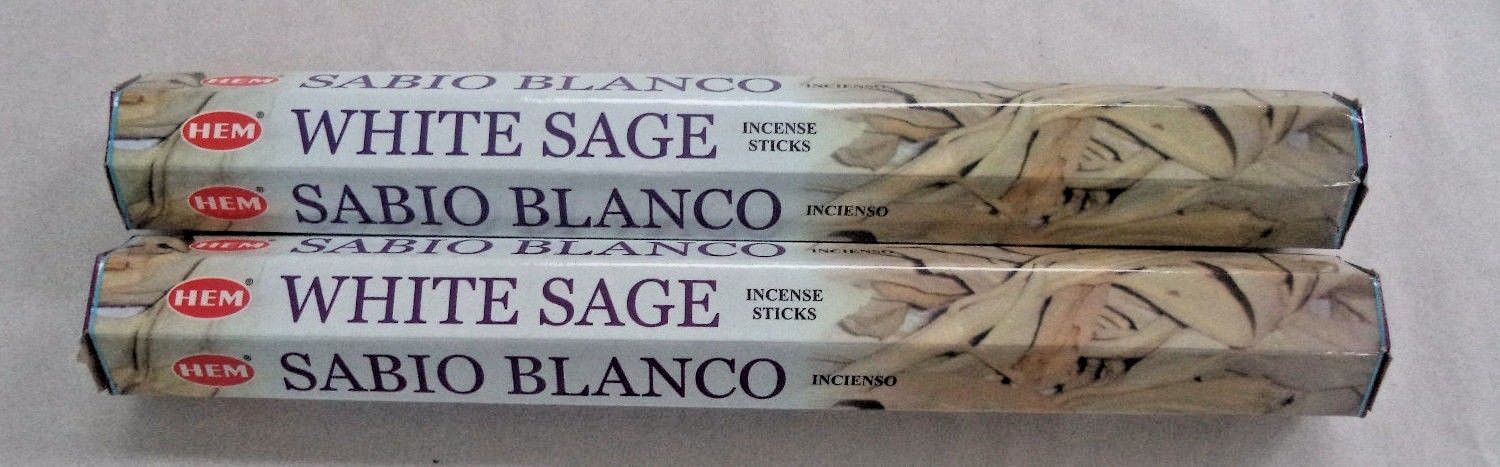 HEM® SABIO BLANCO INCIENSO
HEM® WHITE SAGE INCENSE STICKS
HEM® SABIO BLANCO INCIENSO
HEM® SABIO BLANCO INCIENSO
HEM® WHITE SAGE INCENSE STICKS
HEM® SABIO BLANCO INCIENSO